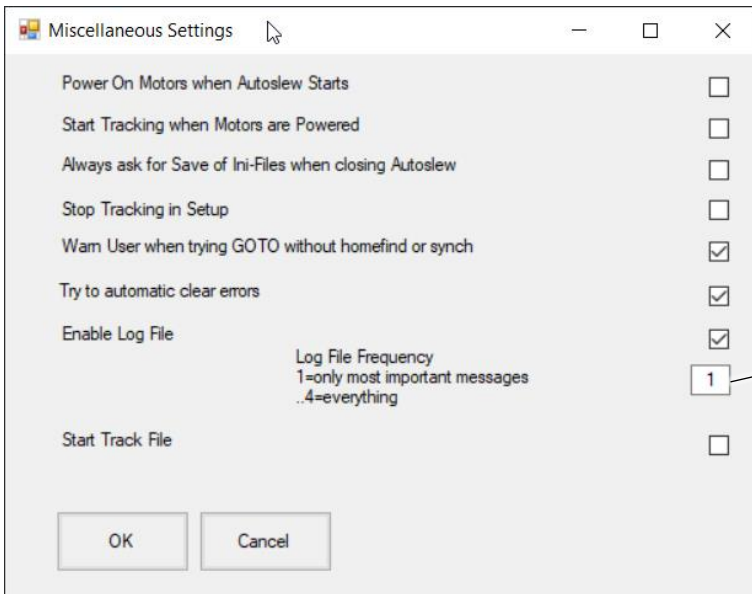 Miscellaneous Settings
Power On Motors when Autoslew Starts
Start Tracking when Motors are Powered
Always ask for Save of Ini-Files when closing Autoslew
Stop Tracking in Setup
Warn User when trying GOTO without homefind or synch
Try to automatic clear errors
Enable Log File
Log File Frequency
1=only most important messages
1
..4=everything
Start Track File
OK
Cancel